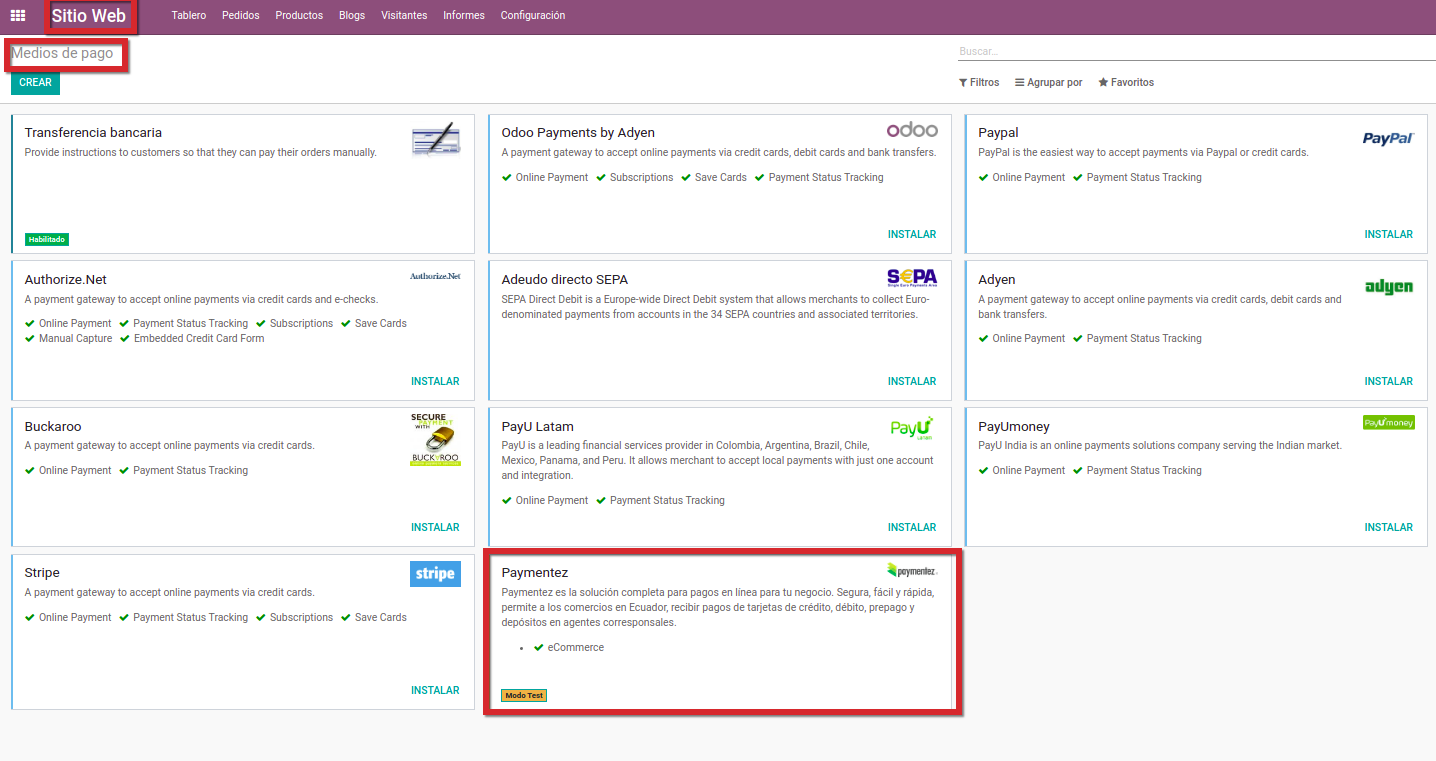 Sitio Web
Tablero Pedidos Productos Blogs Visitantes Informes Configuración
Medios de pago
Buscar...
CREAR
Filtros Agrupar por Favoritos
Transferencia bancaria
Provide instructions to customers so that they can pay their orders manually.
Habilitado
Odoo Payments by Adyen
odoo
A payment gateway to accept online payments via credit cards, debit cards and bank transfers.
Online Payment Subscriptions Save Cards Payment Status Tracking
INSTALAR
Paypal
PayPal
PayPal is the easiest way to accept payments via Paypal or credit cards.
Online Payment Payment Status Tracking
INSTALAR
Authorize.Net
Authorize.Net
A payment gateway to accept online payments via credit cards and e-checks.
Online Payment Payment Status Tracking Subscriptions Save Cards
Manual Capture Embedded Credit Card Form
INSTALAR
Adeudo directo SEPA
S€PA
Single Euro Payments Area
SEPA Direct Debit is a Europe-wide Direct Debit system that allows merchants to collect Euro-
denominated payments from accounts in the 34 SEPA countries and associated territories.
INSTALAR
Adyen
adyen
A payment gateway to accept online payments via credit cards, debit cards and
bank transfers.
Online Payment Payment Status Tracking
INSTALAR
Buckaroo
SECURE
PAYMENT
WITH
BUCKAROO
A payment gateway to accept online payments via credit cards.
Online Payment Payment Status Tracking
INSTALAR
PayU Latam
PayU
LATAM
PayU is a leading financial services provider in Colombia, Argentina, Brazil, Chile,
Mexico, Panama, and Peru. It allows merchant to accept local payments with just one account
and integration.
Online Payment Payment Status Tracking
INSTALAR
PayUmoney
PayUmoney
PayU India is an online payments solutions company serving the Indian market.
Online Payment Payment Status Tracking
INSTALAR
Stripe
stripe
A payment gateway to accept online payments via credit cards.
Online Payment Payment Status Tracking Subscriptions Save Cards
INSTALAR
Paymentez
paymentez
Paymentez es la solución completa para pagos en línea para tu negocio. Segura, fácil y rápida,
permite a los comercios en Ecuador, recibir pagos de tarjetas de crédito, débito, prepago y
depósitos en agentes corresponsales.
• eCommerce
Modo Test